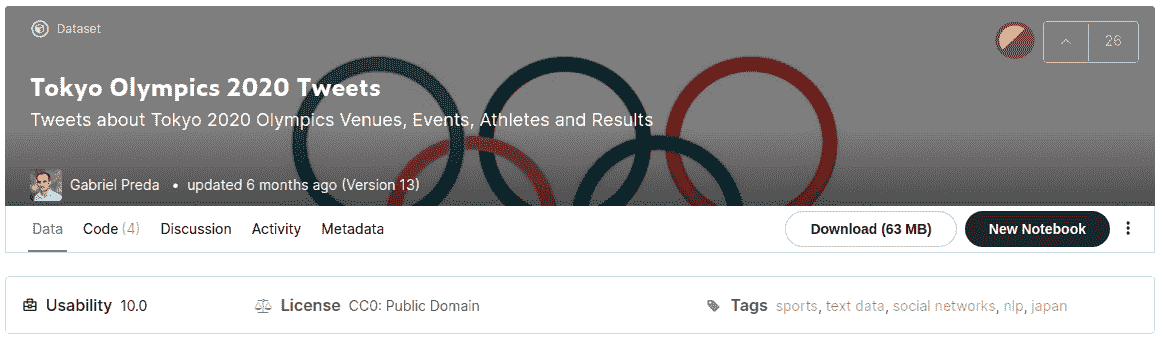 Dataset
26
Tokyo Olympics 2020 Tweets
Tweets about Tokyo 2020 Olympics Venues, Events, Athletes and Results
Gabriel Preda • updated 6 months ago (Version 13)
Data Code (4) Discussion Activity Metadata Download (63 MB) New Notebook
Usability 10.0 License CC0: Public Domain Tags sports, text data, social networks, nlp, japan